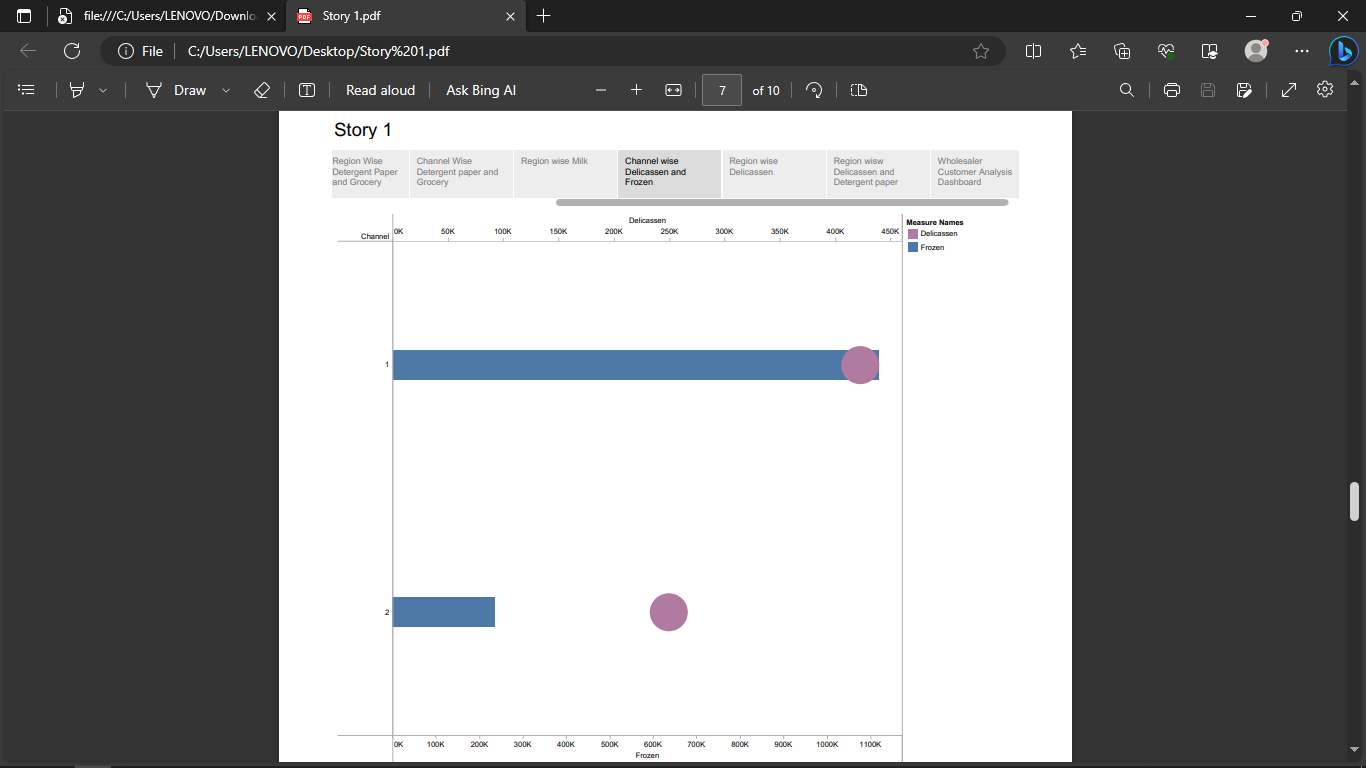 file:///C:/Users/LENOVO/Downlo
Story 1.pdf
File
C:/Users/LENOVO/Desktop/Story%201.pdf
Draw
Read aloud
Ask Bing AI
7
of 10
Story 1
Region Wise
Detergent Paper
and Grocery
Channel Wise
Detergent paper and
Grocery
Region wise Milk
Channel wise
Delicassen and
Frozen
Region wise
Delicassen
Region wisw
Delicassen and
Detergent paper
Wholesaler
Customer Analysis
Dashboard
Delicassen
Channel
0K 50K 100K 150K 200K 250K 300K 350K 400K 450K
Measure Names
Delicassen
Frozen
1
2
0K 100K 200K 300K 400K 500K 600K 700K 800K 900K 1000K 1100K
Frozen